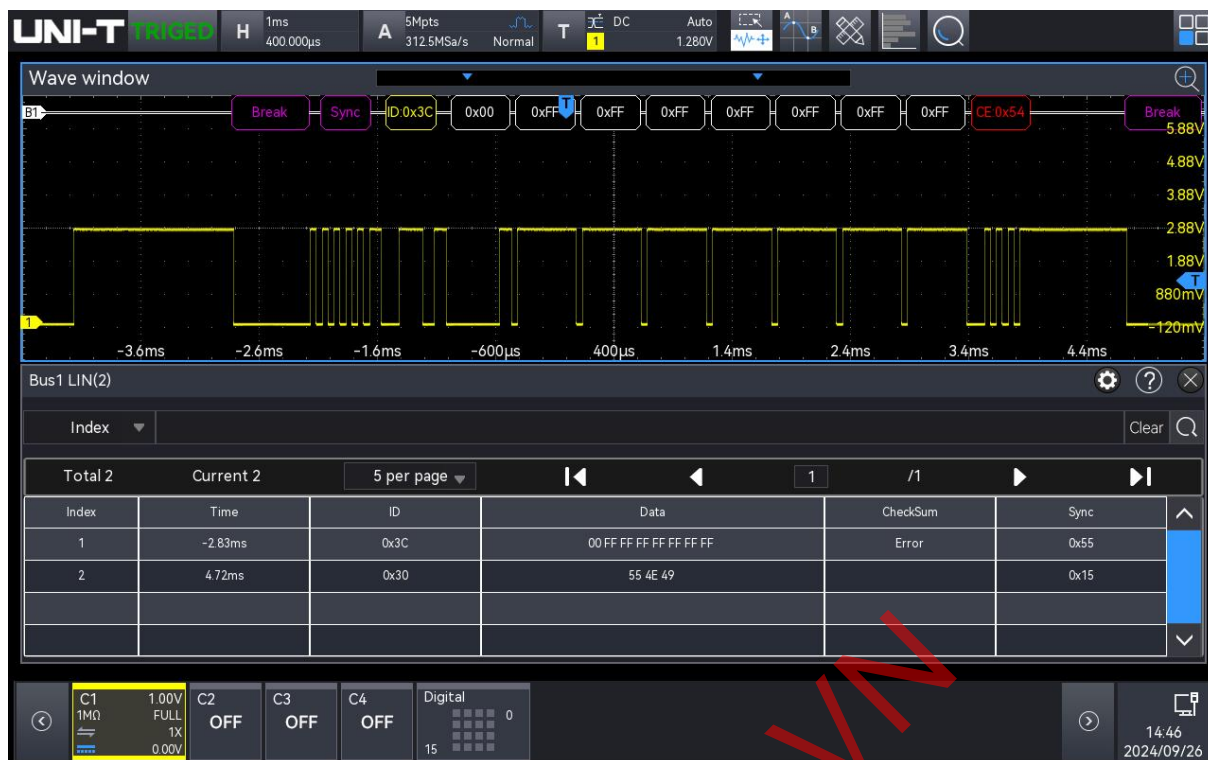 UNI-T TRIGED H 1ms 400.000µs A 5Mpts 312.5MSa/s Normal T DC 1 Auto 1.280V A B
Wave window
B1 Break Sync ID:0x3C 0x00 0xFF T 0xFF 0xFF 0xFF 0xFF 0xFF 0xFF CE 0x54 Break
5.88V
4.88V
3.88V
2.88V
1.88V
T
880mV
1 -120mV
-3.6ms -2.6ms -1.6ms -600µs 400µs 1.4ms 2.4ms 3.4ms 4.4ms
Bus1 LIN(2) ?
Index Clear
Total 2 Current 2 5 per page 1 /1
Index Time ID Data CheckSum Sync
1 -2.83ms 0x3C 00 FF FF FF FF FF FF FF Error 0x55
2 4.72ms 0x30 55 4E 49 0x15
C1 1.00V C2 C3 C4 Digital
1MΩ FULL OFF OFF OFF 0
1X
0.00V 15
14:46
2024/09/26
VN